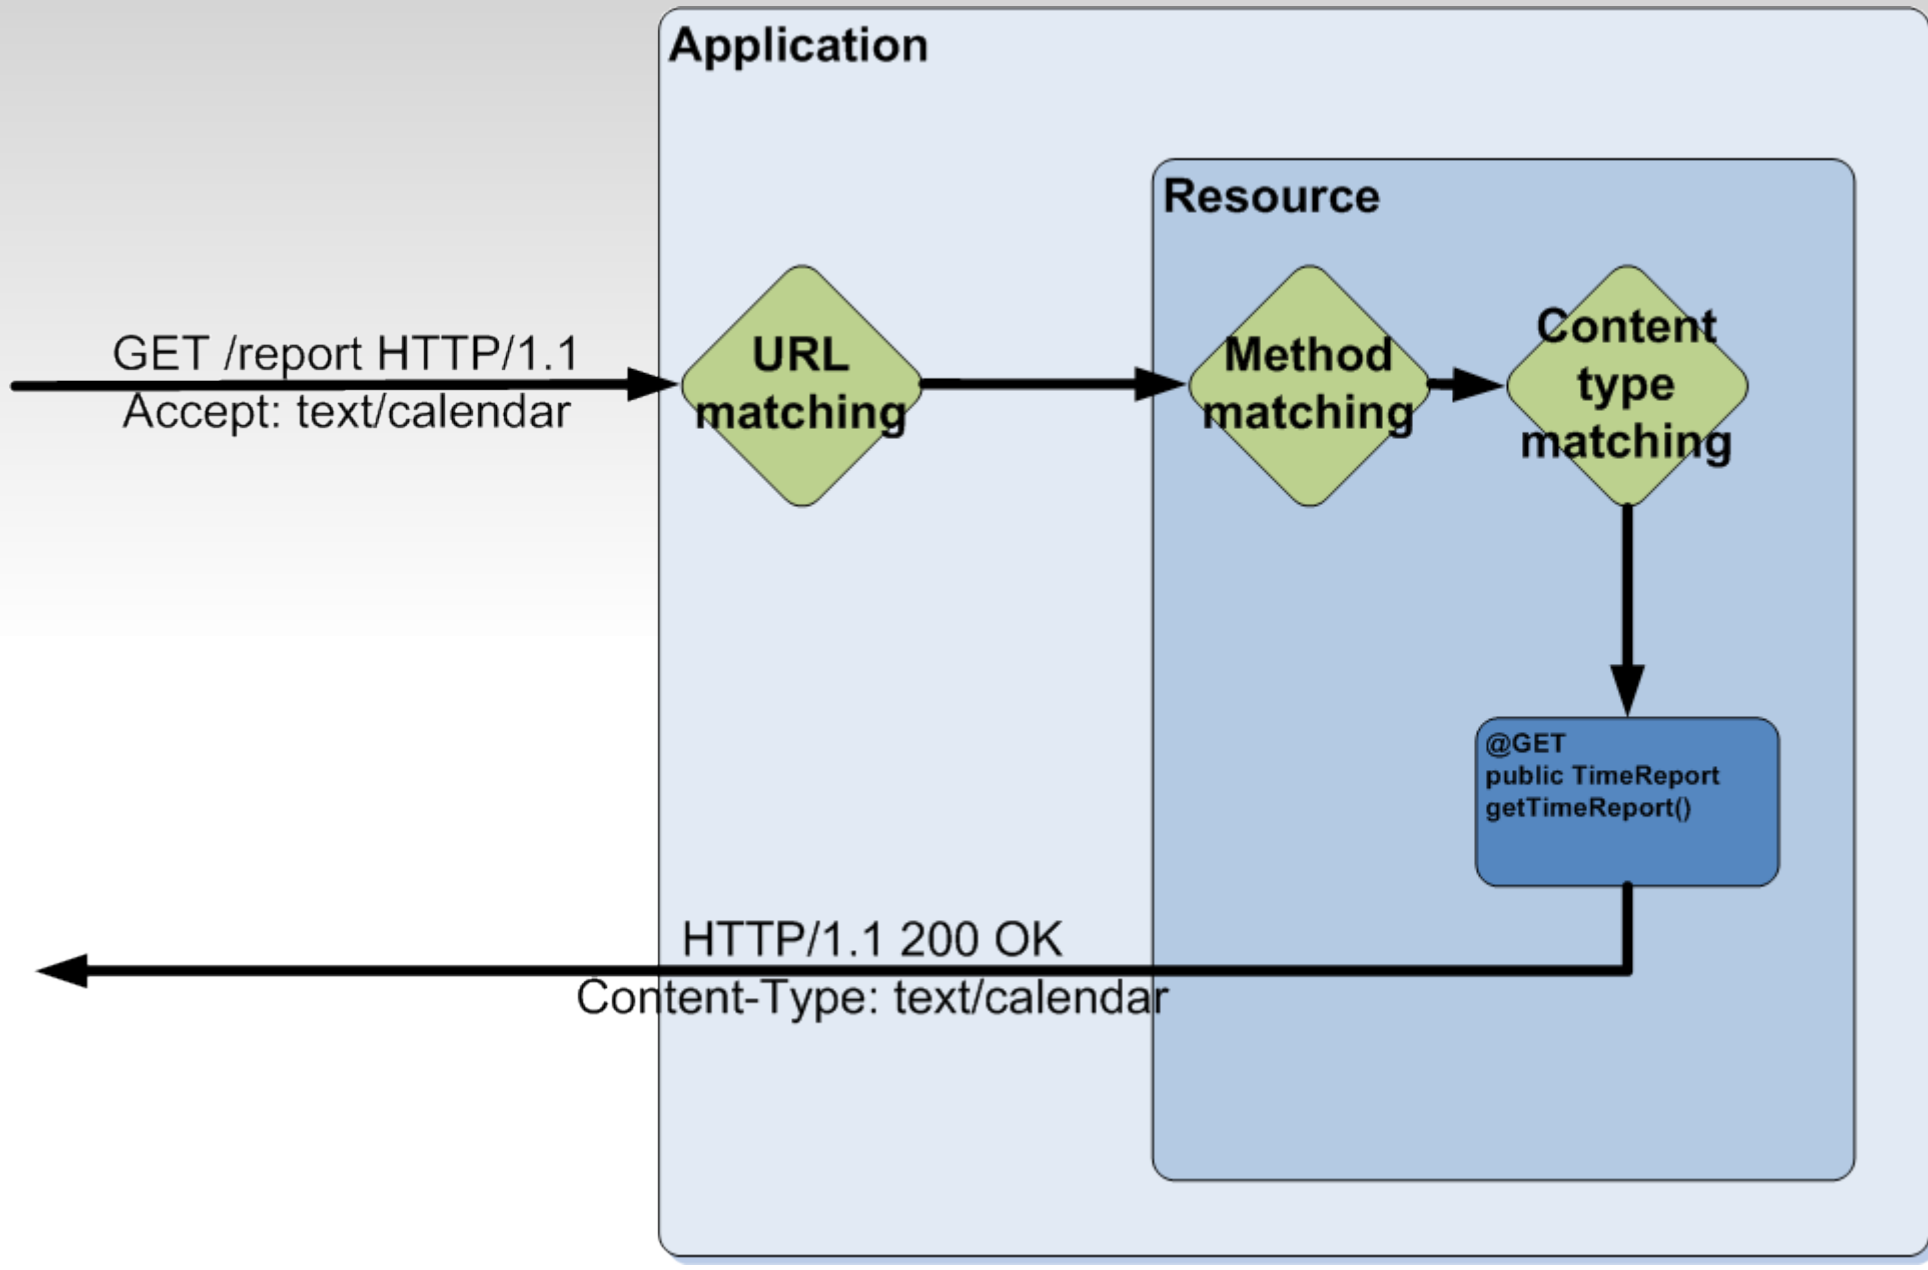 Application
Resource
GET /report HTTP/1.1
Accept: text/calendar
URL
matching
Method
matching
Content
type
matching
@GET
public TimeReport
getTimeReport()
HTTP/1.1 200 OK
Content-Type: text/calendar